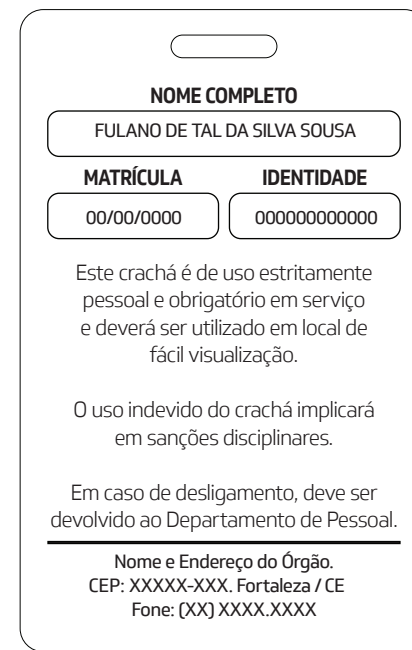 NOME COMPLETO
FULANO DE TAL DA SILVA SOUSA
MATRÍCULA IDENTIDADE
00/00/0000 000000000000
Este crachá é de uso estritamente
pessoal e obrigatório em serviço
e deverá ser utilizado em local de
fácil visualização.
O uso indevido do crachá implicará
em sanções disciplinares.
Em caso de desligamento, deve ser
devolvido ao Departamento de Pessoal.
Nome e Endereço do Órgão.
CEP: XXXXX-XXX. Fortaleza / CE
Fone: (XX) XXXX.XXXX